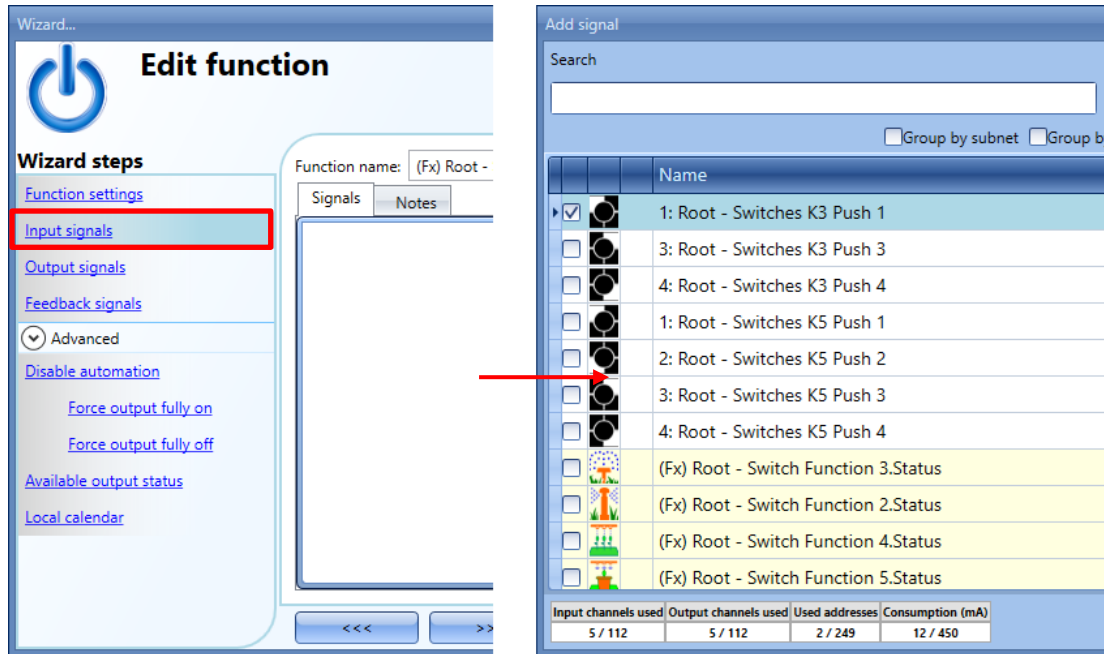 Wizard...
Edit function
Wizard steps
Function settings
Input signals
Output signals
Feedback signals
Advanced
Disable automation
Force output fully on
Force output fully off
Available output status
Local calendar
Function name: (Fx) Root -
Signals Notes
<<< >>
Add signal
Search
Group by subnet Group b
Name
1: Root - Switches K3 Push 1
3: Root - Switches K3 Push 3
4: Root - Switches K3 Push 4
1: Root - Switches K5 Push 1
2: Root - Switches K5 Push 2
3: Root - Switches K5 Push 3
4: Root - Switches K5 Push 4
(Fx) Root - Switch Function 3.Status
(Fx) Root - Switch Function 2.Status
(Fx) Root - Switch Function 4.Status
(Fx) Root - Switch Function 5.Status
Input channels used Output channels used Used addresses Consumption (mA)
5 / 112 5 / 112 2 / 249 12 / 450